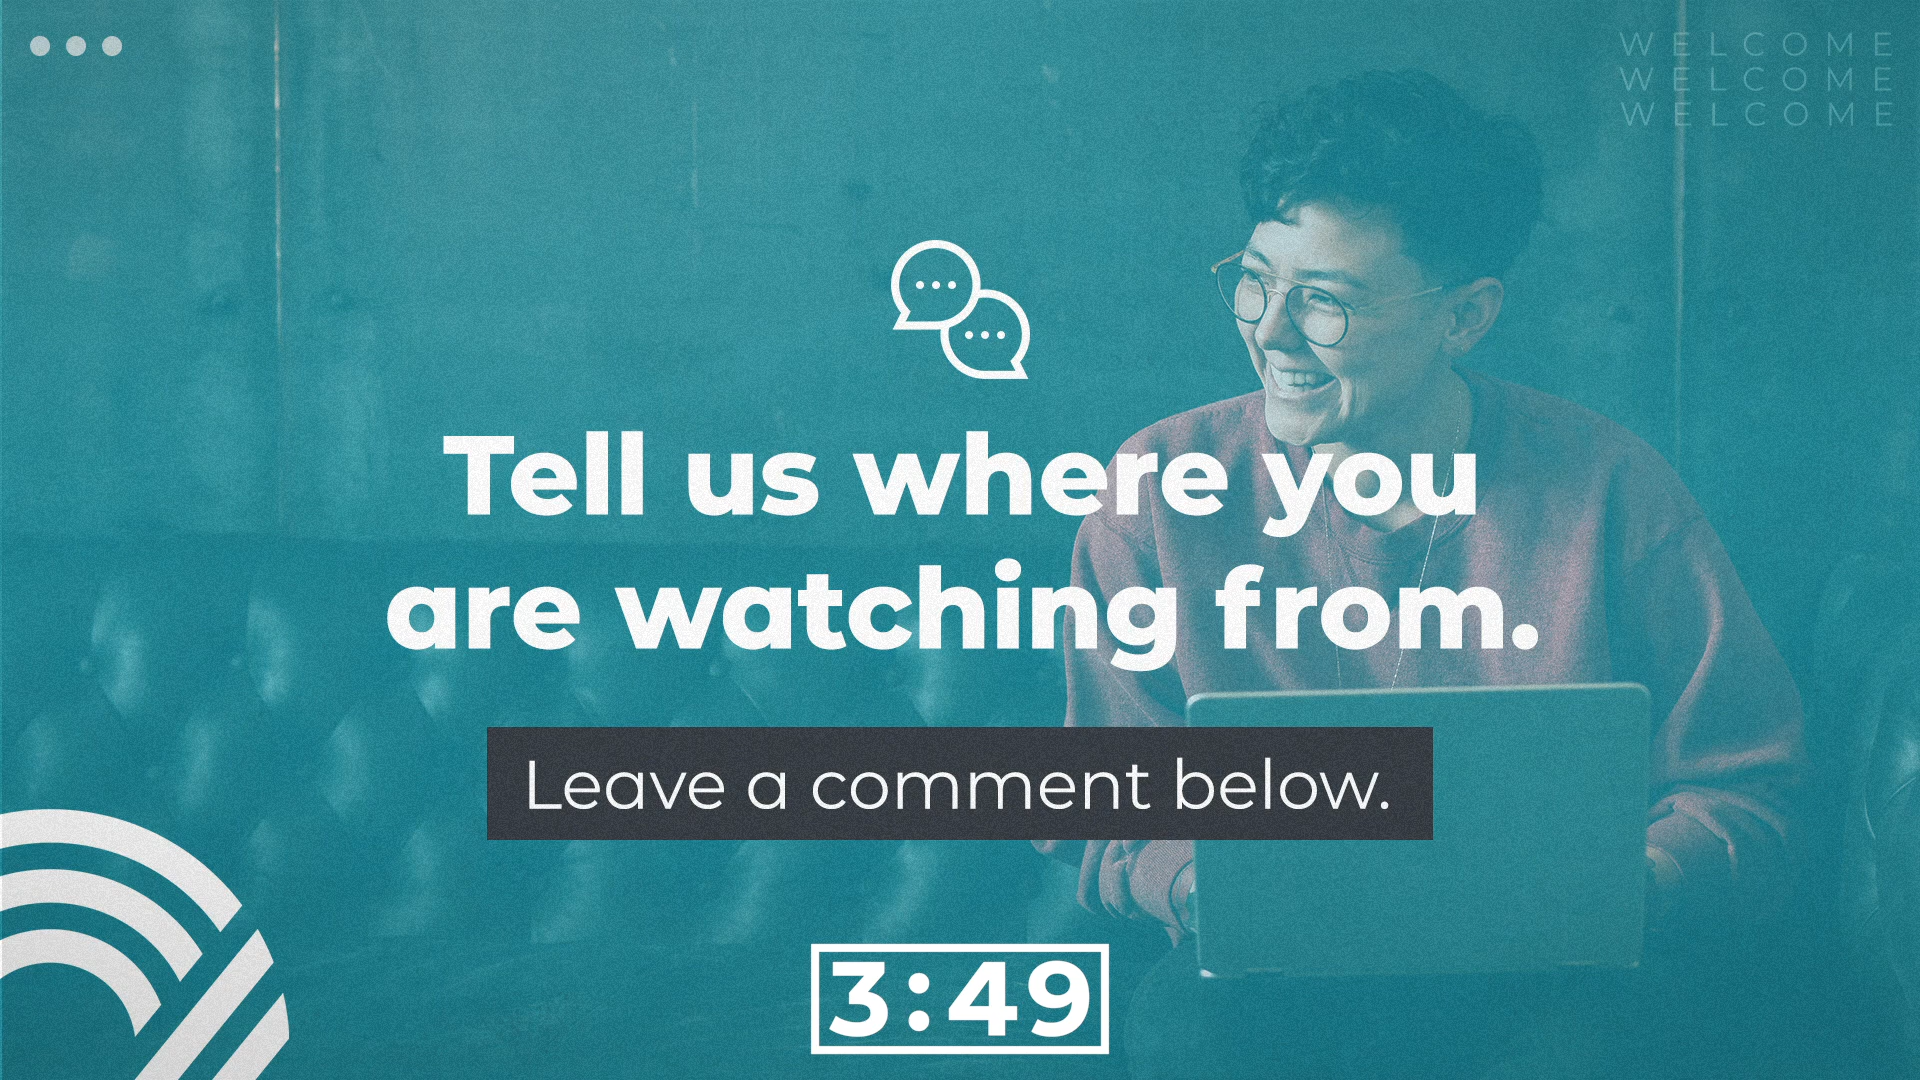 WELCOME
WELCOME
WELCOME
Tell us where you
are watching from.
Leave a comment below.
3:49